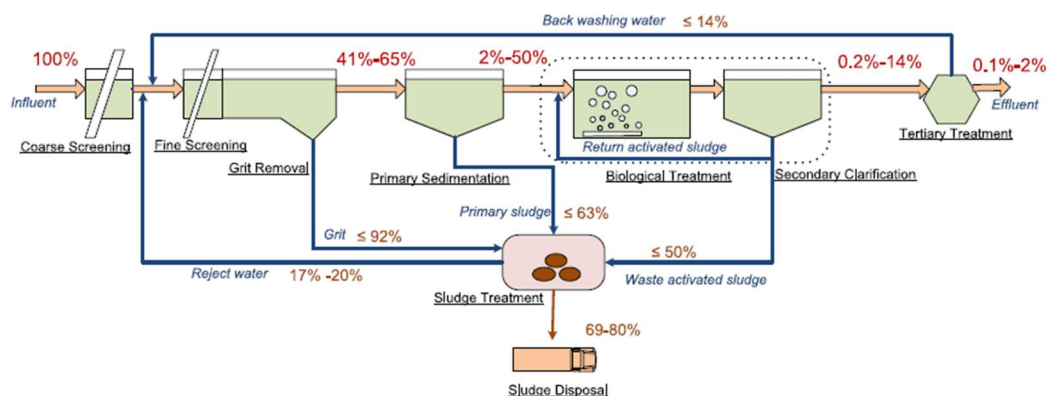 Back washing water ≤ 14%
100% 41%-65% 2%-50% 0.2%-14% 0.1%-2%
Influent Effluent
Coarse Screening Fine Screening Return activated sludge Tertiary Treatment
Grit Removal Primary Sedimentation Biological Treatment Secondary Clarification
Primary sludge ≤ 63%
Grit ≤ 92% ≤ 50%
Reject water 17% -20% Waste activated sludge
Sludge Treatment
69-80%
Sludge Disposal